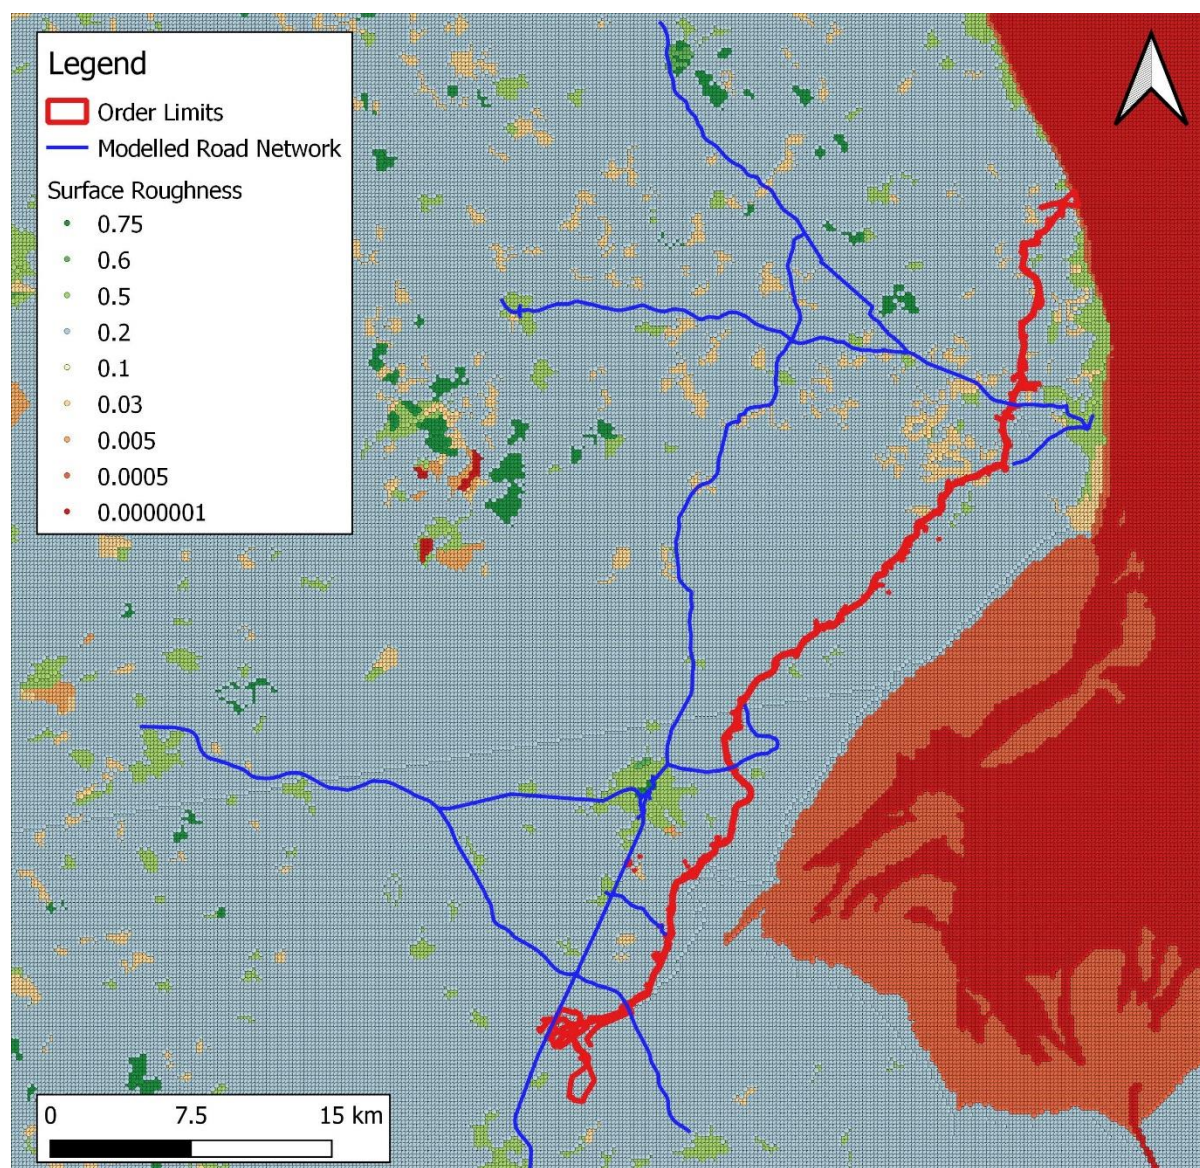 Legend
Order Limits
Modelled Road Network
Surface Roughness
0.75
0.6
0.5
0.2
0.1
0.03
0.005
0.0005
0.0000001
0 7.5 15 km